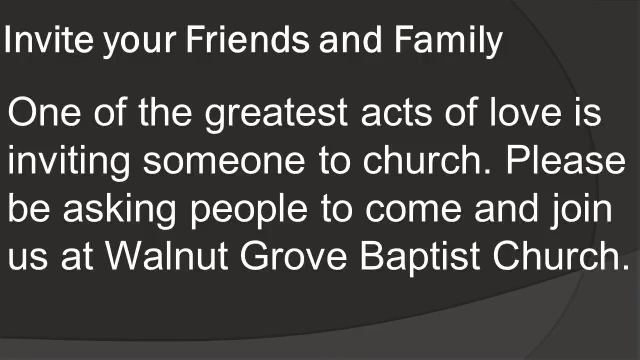 Invite your Friends and Family
One of the greatest acts of love is
inviting someone to church. Please
be asking people to come and join
us at Walnut Grove Baptist Church.